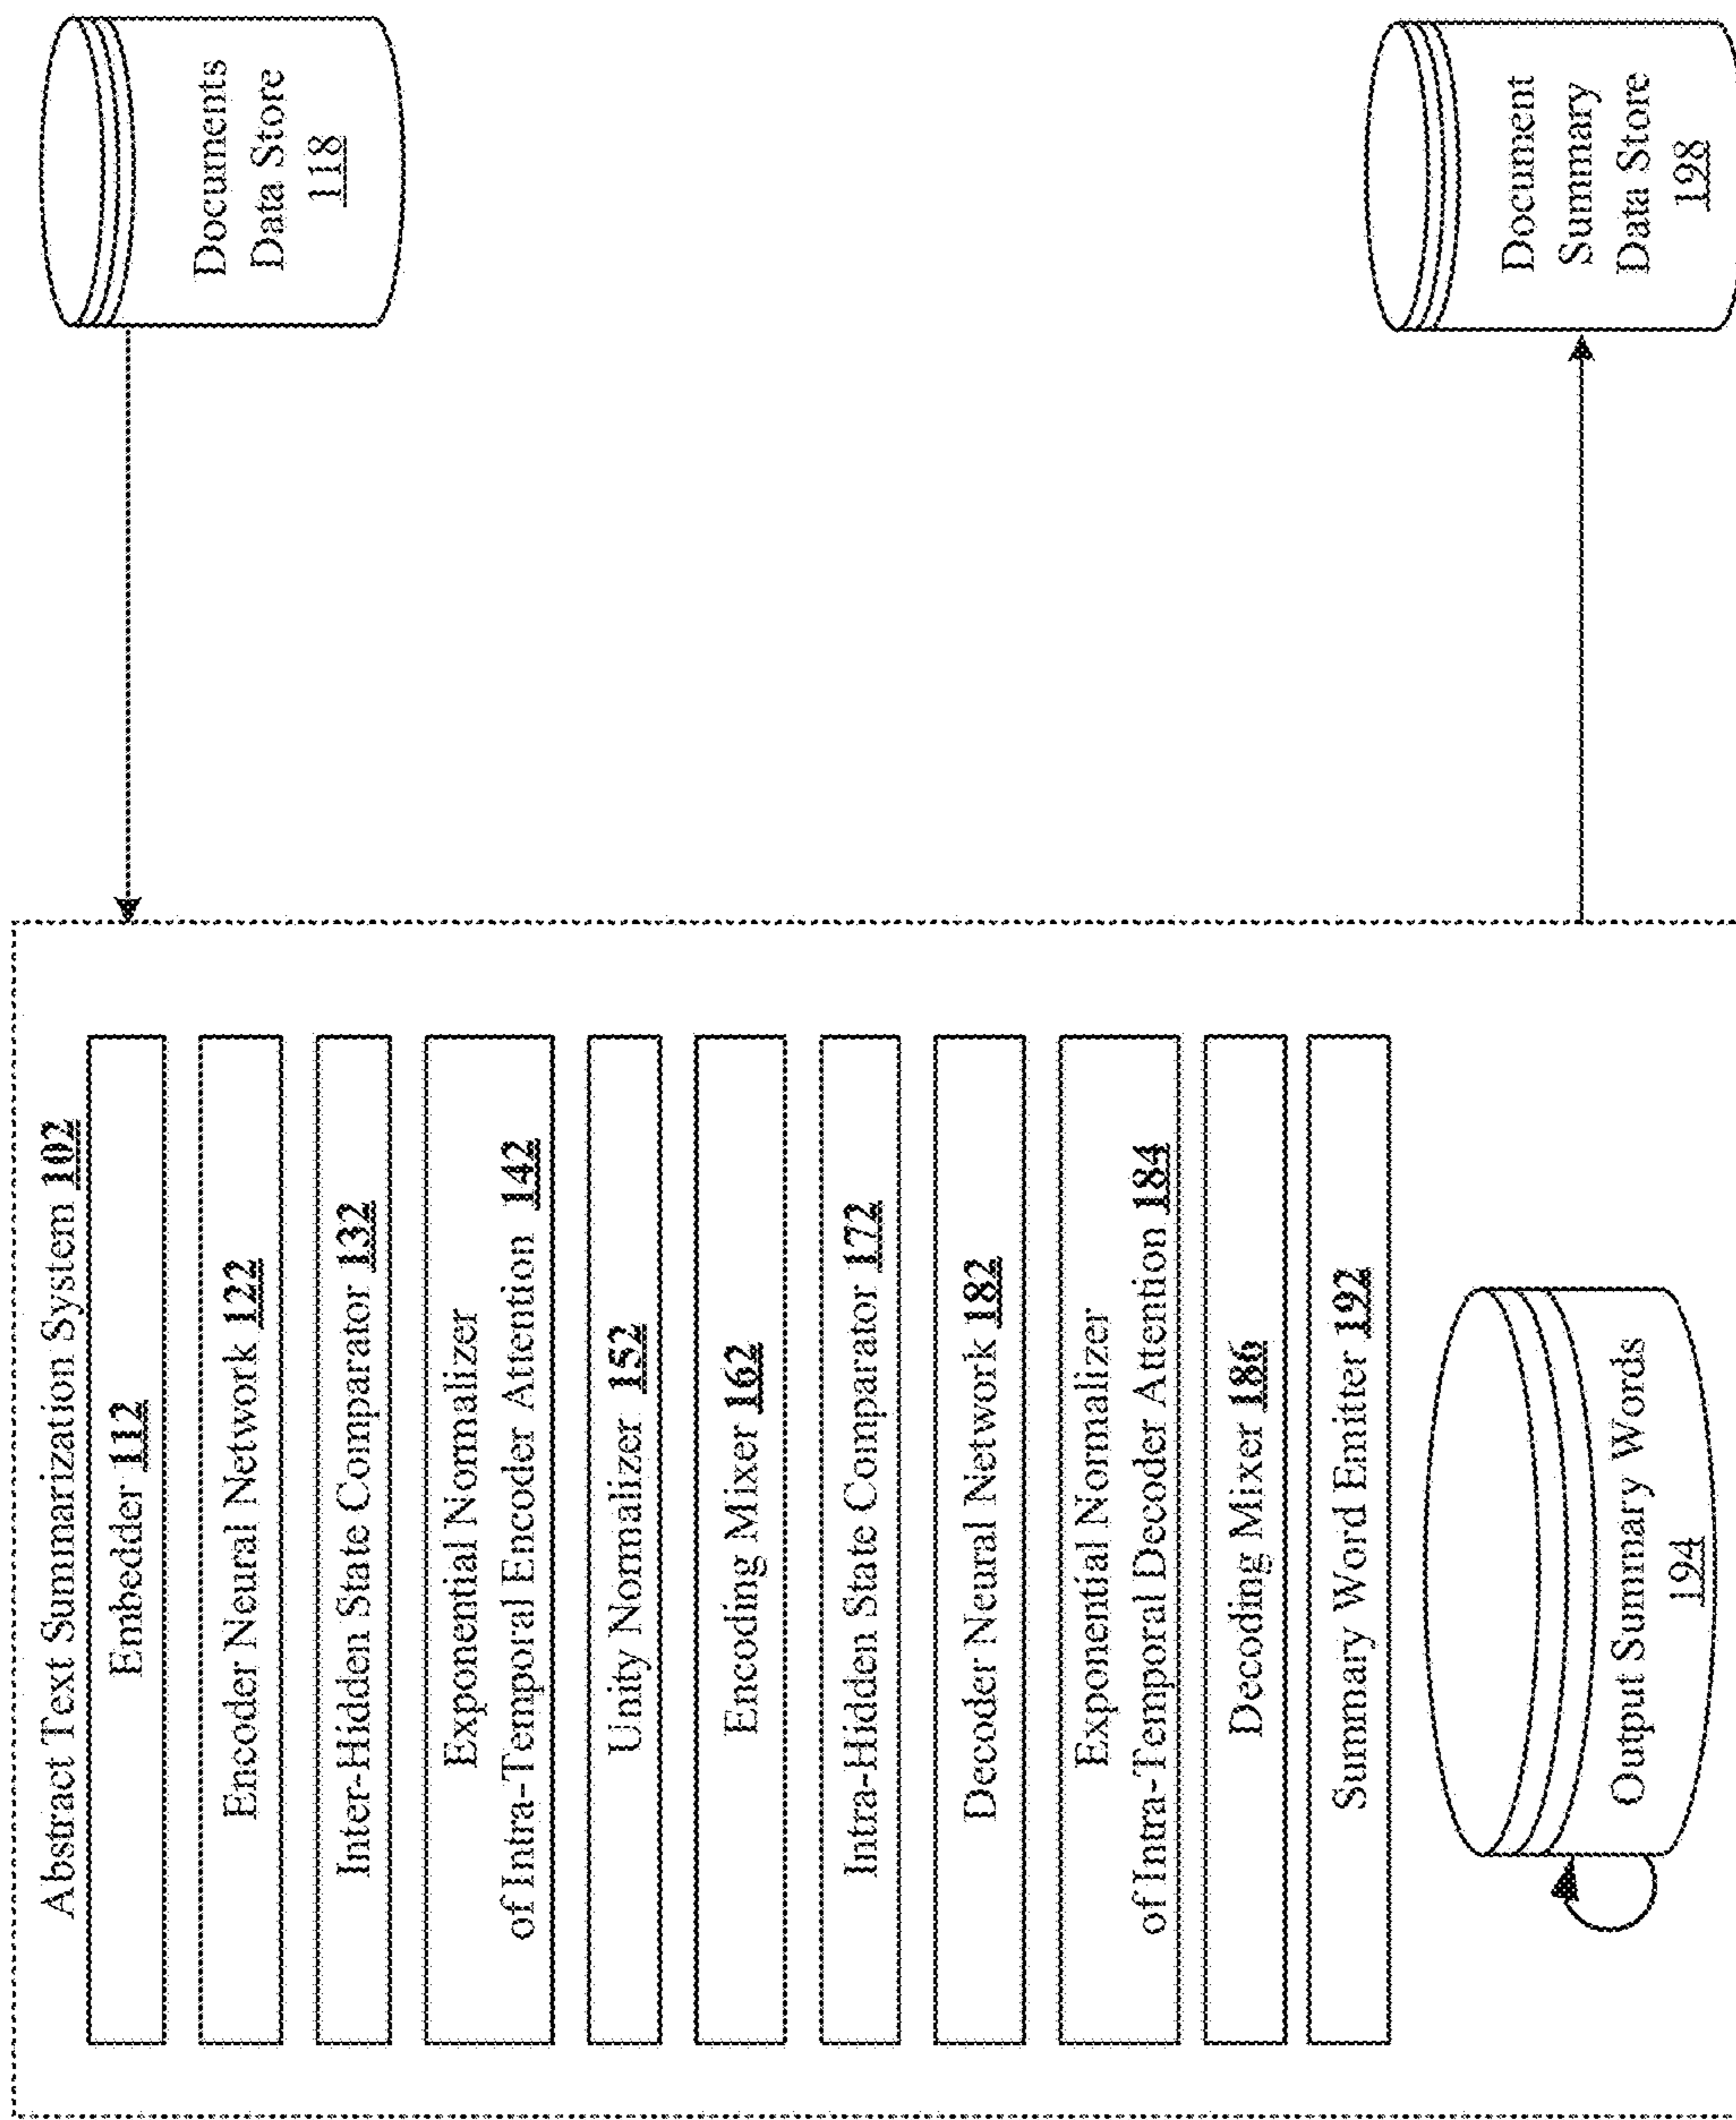 Abstract Text Summarization System 102
Embedder 112
Encoder Neural Network 122
Inter-Hidden State Comparator 132
Exponential Normalizer
of Intra-Temporal Encoder Attention 142
Unity Normalizer 152
Encoding Mixer 162
Intra-Hidden State Comparator 172
Decoder Neural Network 182
Exponential Normalizer
of Intra-Temporal Decoder Attention 184
Decoding Mixer 186
Summary Word Emitter 192
Output Summary Words
194
Documents
Data Store
118
Document
Summary
Data Store
198